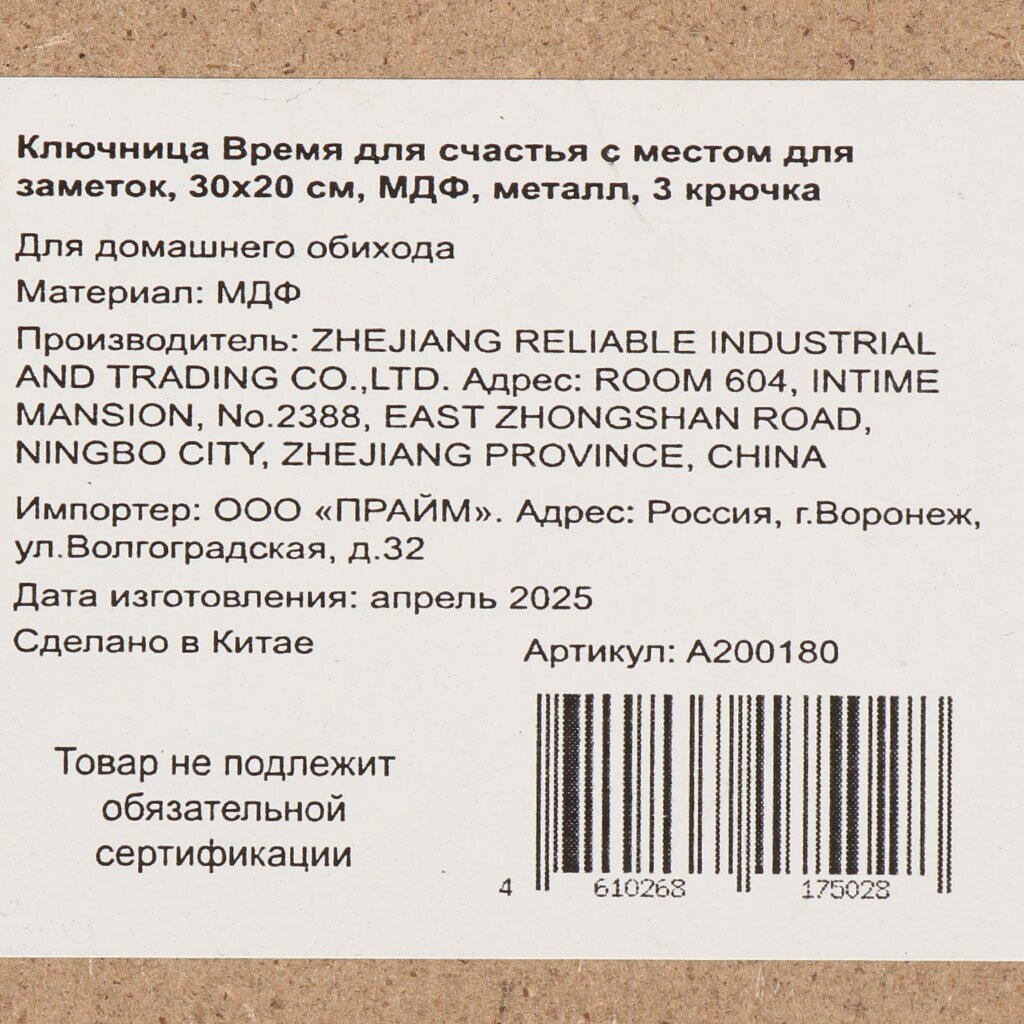 Ключница Время для счастья с местом для
заметок, 30х20 см, МДФ, металл, 3 крючка
Для домашнего обихода
Материал: МДФ
Производитель: ZHEJIANG RELIABLE INDUSTRIAL
AND TRADING CO.,LTD. Адрес: ROOM 604, INTIME
MANSION, No.2388, EAST ZHONGSHAN ROAD,
NINGBO CITY, ZHEJIANG PROVINCE, CHINA
Импортер: ООО «ПРАЙМ». Адрес: Россия, г.Воронеж,
ул.Волгоградская, д.32
Дата изготовления: апрель 2025
Сделано в Китае
Артикул: A200180
Товар не подлежит
обязательной
сертификации
4 610268 175028